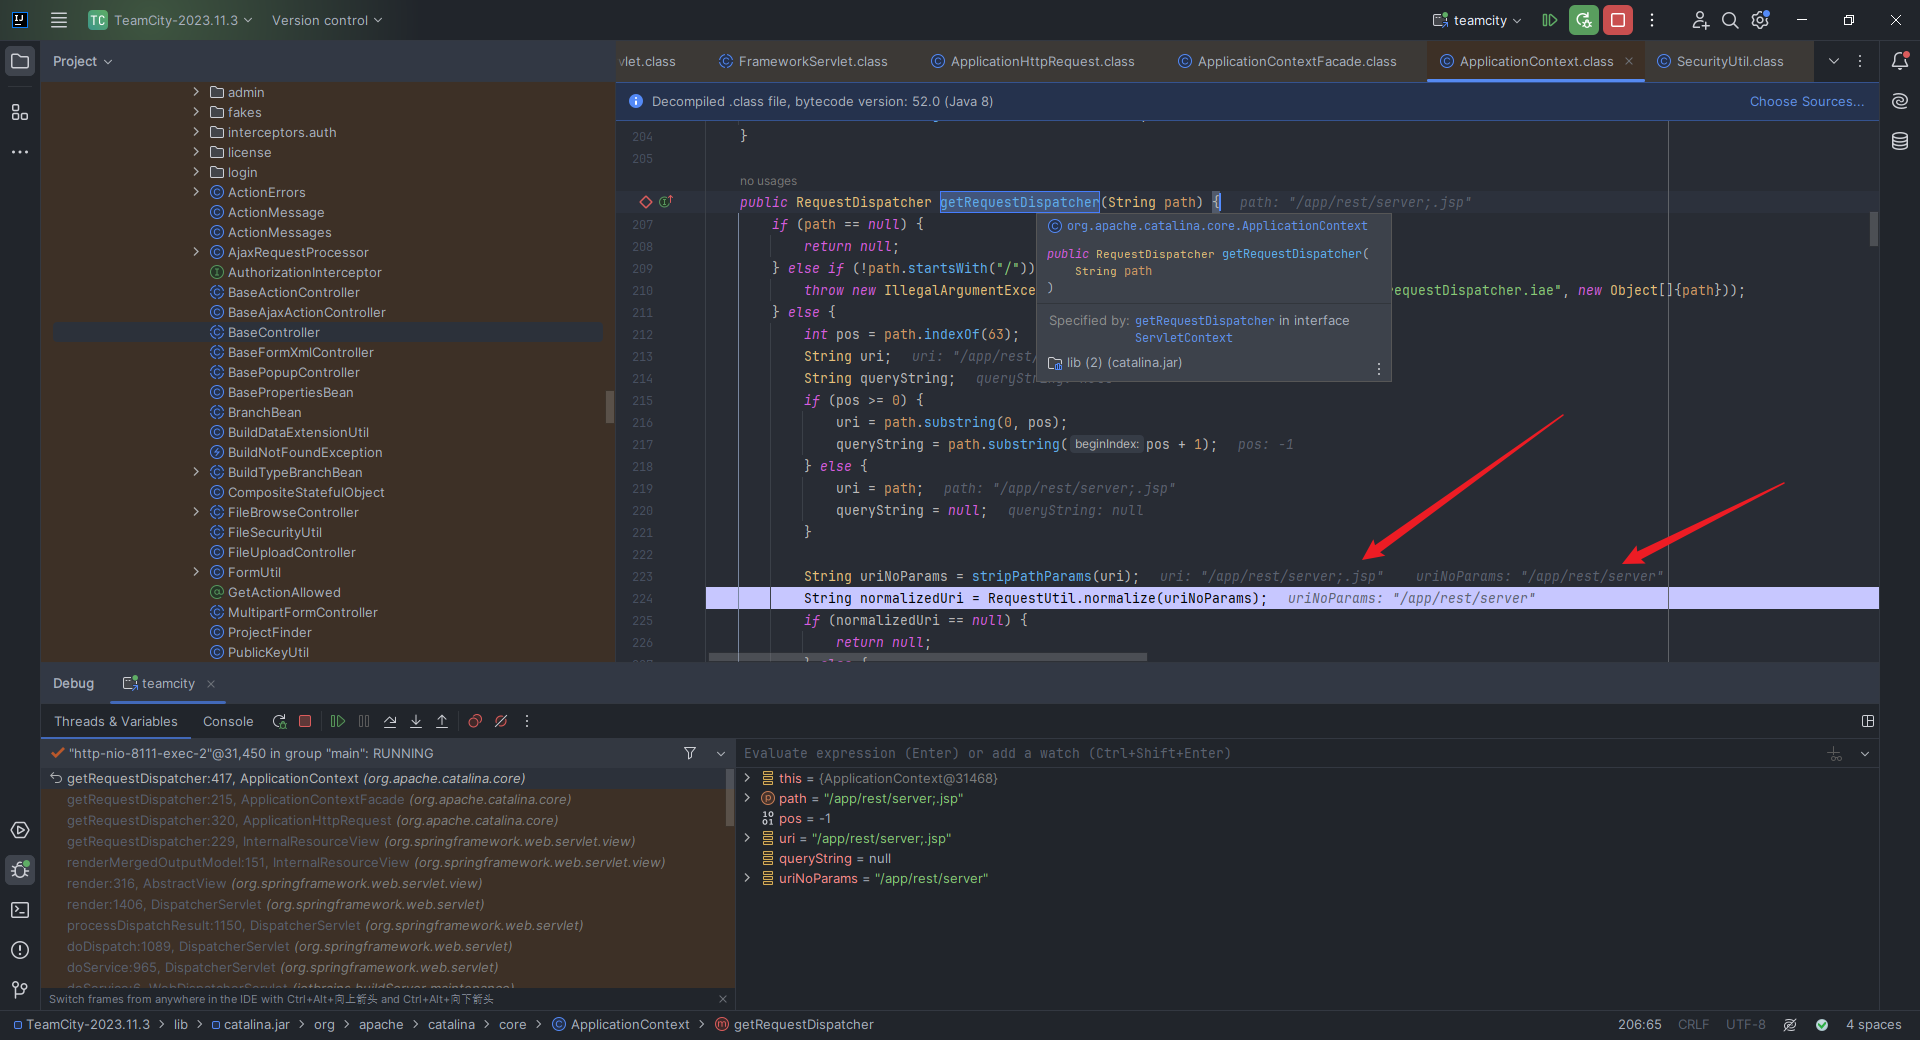 TC TeamCity-2023.11.3 Version control teamcity
Project
vlet.class FrameworkServlet.class ApplicationHttpRequest.class ApplicationContextFacade.class ApplicationContext.class SecurityUtil.class
Decompiled .class file, bytecode version: 52.0 (Java 8) Choose Sources...
admin
fakes
interceptors.auth
license
login
ActionErrors
ActionMessage
ActionMessages
AjaxRequestProcessor
AuthorizationInterceptor
BaseActionController
BaseAjaxActionController
BaseController
BaseFormXmlController
BasePopupController
BasePropertiesBean
BranchBean
BuildDataExtensionUtil
BuildNotFoundException
BuildTypeBranchBean
CompositeStatefulObject
FileBrowseController
FileSecurityUtil
FileUploadController
FormUtil
GetActionAllowed
MultipartFormController
ProjectFinder
PublicKeyUtil
204 }
205
no usages
public RequestDispatcher getRequestDispatcher(String path) { path: "/app/rest/server;.jsp"
207 if (path == null) {
208 return null;
209 } else if (!path.startsWith("/"))
210 throw new IllegalArgumentExce equestDispatcher.iae", new Object[]{path}));
211 } else {
212 int pos = path.indexOf(63);
213 String uri; uri: "/app/rest/
214 String queryString; queryString: null
215 if (pos >= 0) {
216 uri = path.substring(0, pos);
217 queryString = path.substring( beginIndex: pos + 1); pos: -1
218 } else {
219 uri = path; path: "/app/rest/server;.jsp"
220 queryString = null; queryString: null
221 }
222
223 String uriNoParams = stripPathParams(uri); uri: "/app/rest/server;.jsp" uriNoParams: "/app/rest/server"
224 String normalizedUri = RequestUtil.normalize(uriNoParams); uriNoParams: "/app/rest/server"
225 if (normalizedUri == null) {
226 return null;
org.apache.catalina.core.ApplicationContext
public RequestDispatcher getRequestDispatcher(
String path
)
Specified by: getRequestDispatcher in interface
ServletContext
lib (2) (catalina.jar)
Debug teamcity
Threads & Variables Console
"http-nio-8111-exec-2"@31,450 in group "main": RUNNING
getRequestDispatcher:417, ApplicationContext (org.apache.catalina.core)
getRequestDispatcher:215, ApplicationContextFacade (org.apache.catalina.core)
getRequestDispatcher:320, ApplicationHttpRequest (org.apache.catalina.core)
getRequestDispatcher:229, InternalResourceView (org.springframework.web.servlet.view)
renderMergedOutputModel:151, InternalResourceView (org.springframework.web.servlet.view)
render:316, AbstractView (org.springframework.web.servlet.view)
render:1406, DispatcherServlet (org.springframework.web.servlet)
processDispatchResult:1150, DispatcherServlet (org.springframework.web.servlet)
doDispatch:1089, DispatcherServlet (org.springframework.web.servlet)
doService:965, DispatcherServlet (org.springframework.web.servlet)
Switch frames from anywhere in the IDE with Ctrl+Alt+向上箭头 and Ctrl+Alt+向下箭头
Evaluate expression (Enter) or add a watch (Ctrl+Shift+Enter)
this = {ApplicationContext@31468}
path = "/app/rest/server;.jsp"
pos = -1
uri = "/app/rest/server;.jsp"
queryString = null
uriNoParams = "/app/rest/server"
TeamCity-2023.11.3 lib catalina.jar org apache catalina core ApplicationContext getRequestDispatcher 206:65 CRLF UTF-8 4 spaces